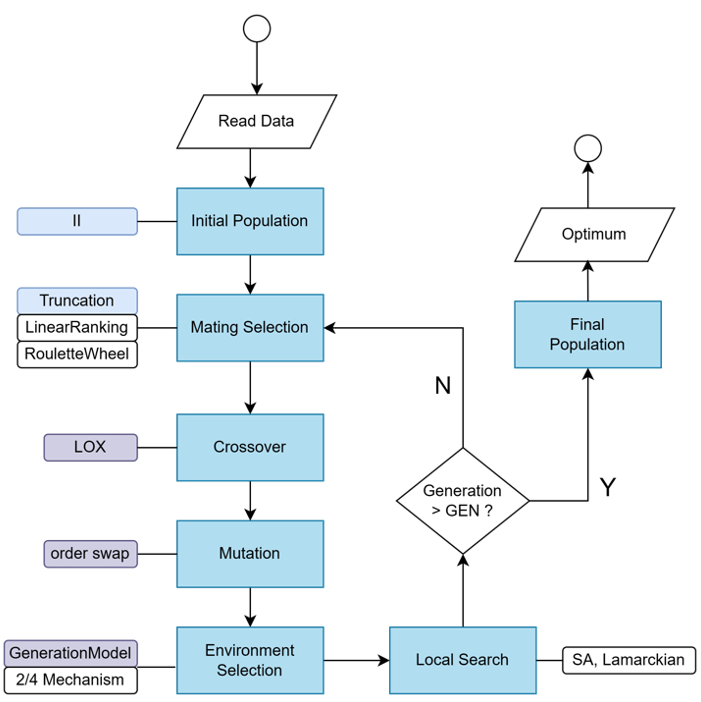 Read Data
II
Initial Population
Truncation
LinearRanking
RouletteWheel
Mating Selection
LOX
Crossover
order swap
Mutation
GenerationModel
2/4 Mechanism
Environment
Selection
Local Search
SA, Lamarckian
Generation
> GEN ?
N
Y
Final
Population
Optimum